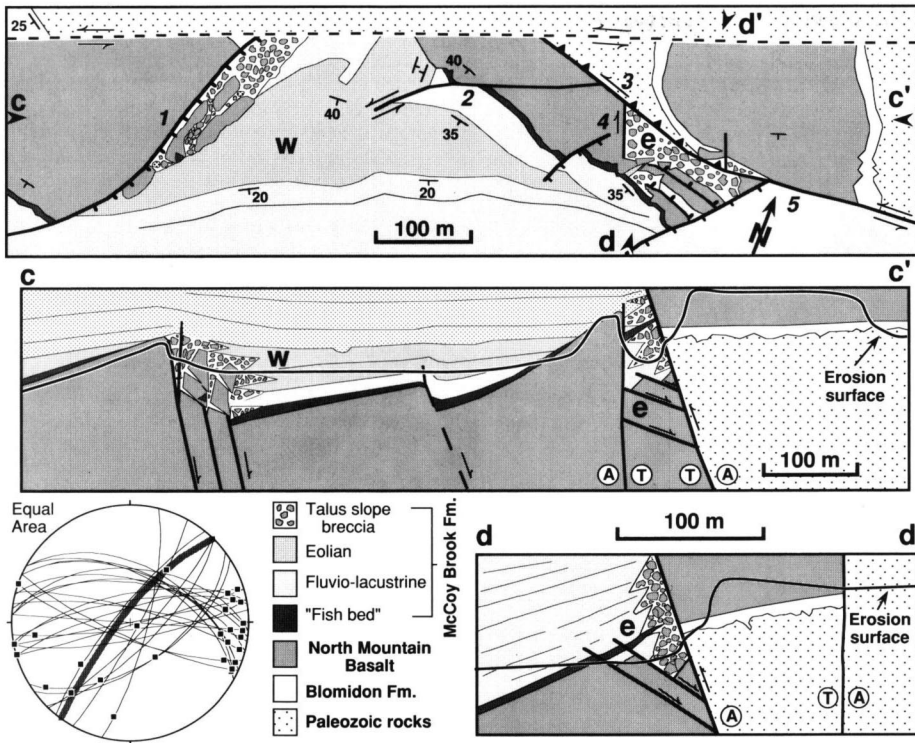 25
d'
c
c'
1
2
3
4
5
40
40
35
35
20
20
W
e
100 m
N
d
c
c'
W
e
Erosion
surface
100 m
A T T A
Equal
Area
Talus slope
breccia
Eolian
Fluvio-lacustrine
"Fish bed"
McCoy Brook Fm.
North Mountain
Basalt
Blomidon Fm.
Paleozoic rocks
100 m
d
d
e
Erosion
surface
A
T A